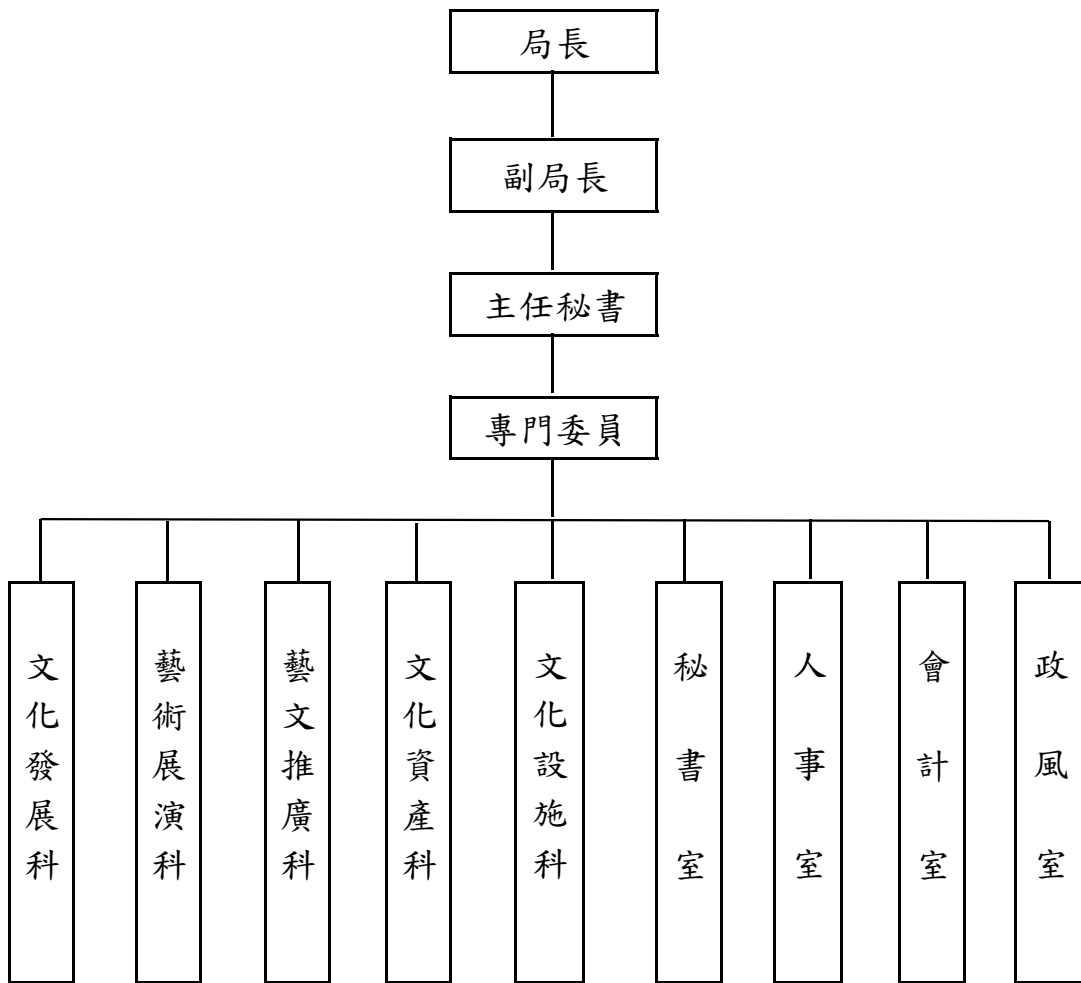 局長
副局長
主任秘書
專門委員
文化發展科
藝術展演科
藝文推廣科
文化資產科
文化設施科
秘書室
人事室
會計室
政風室